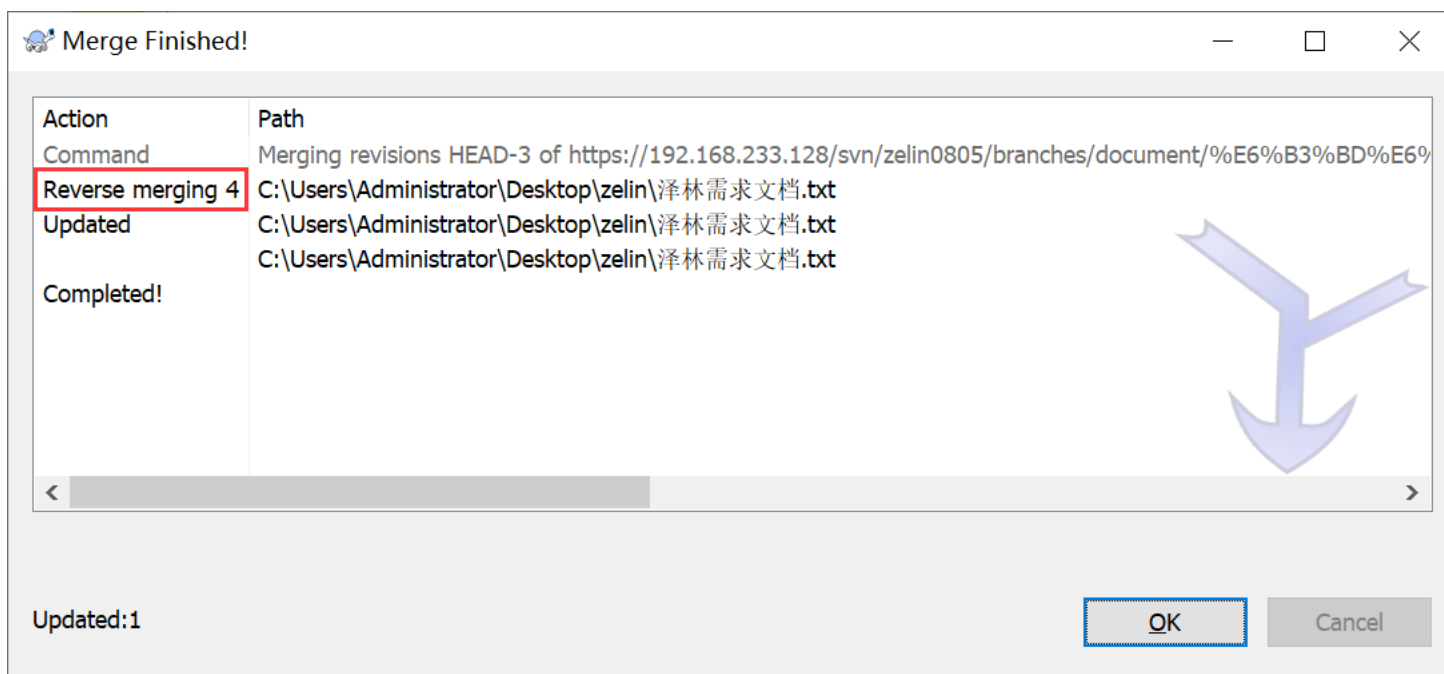 Merge Finished!
Action Path
Command Merging revisions HEAD-3 of https://192.168.233.128/svn/zelin0805/branches/document/%E6%B3%BD%E6%
Reverse merging 4 C:\Users\Administrator\Desktop\zelin\泽林需求文档.txt
Updated C:\Users\Administrator\Desktop\zelin\泽林需求文档.txt
C:\Users\Administrator\Desktop\zelin\泽林需求文档.txt
Completed!
Updated:1
OK Cancel